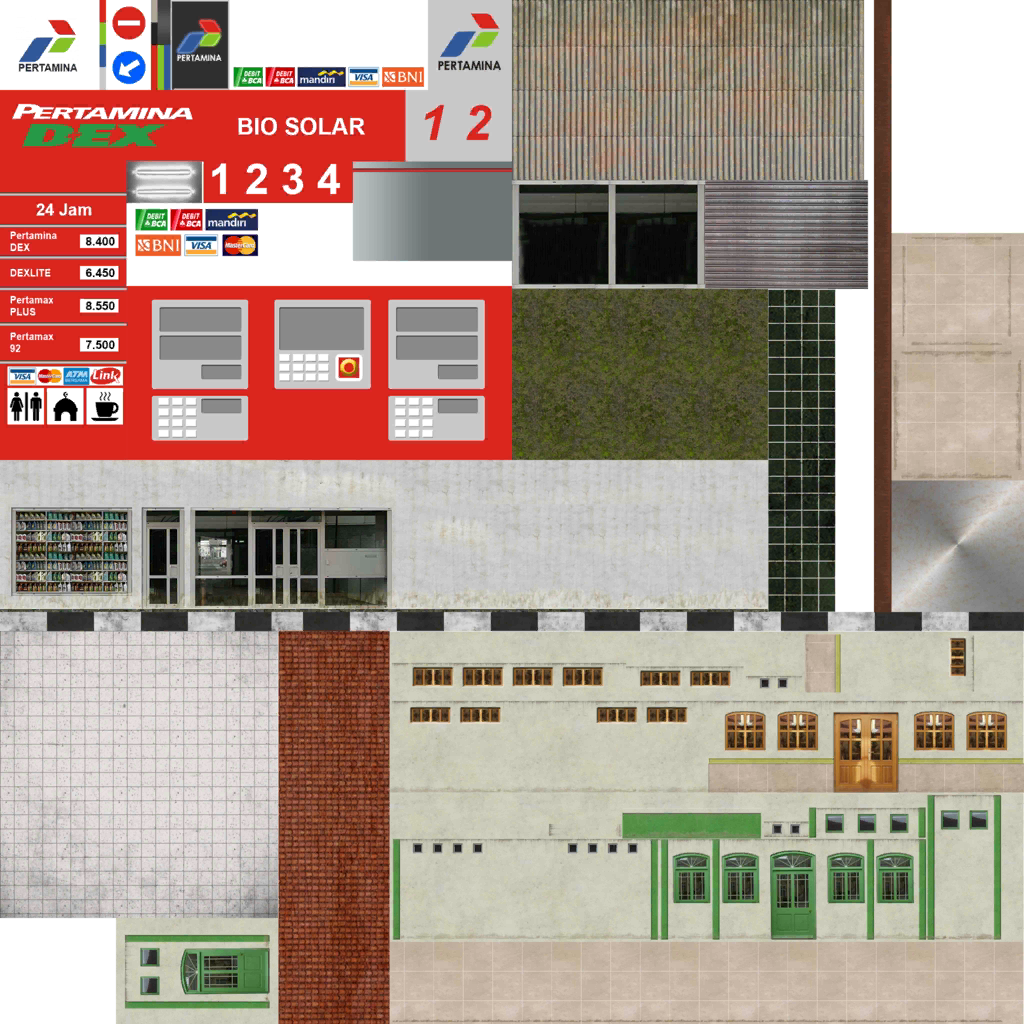 PERTAMINA
PERTAMINA
PERTAMINA
DEBIT BCA
DEBIT BCA
mandiri
VISA
BNI
PERTAMINA
DEX
BIO SOLAR
1 2
1 2 3 4
24 Jam
DEBIT BCA
DEBIT BCA
mandiri
BNI
VISA
MasterCard
Pertamina
DEX
8.400
DEXLITE
6.450
Pertamax
PLUS
8.550
Pertamax
92
7.500
VISA
MasterCard
ATM
BERSAMA
Link